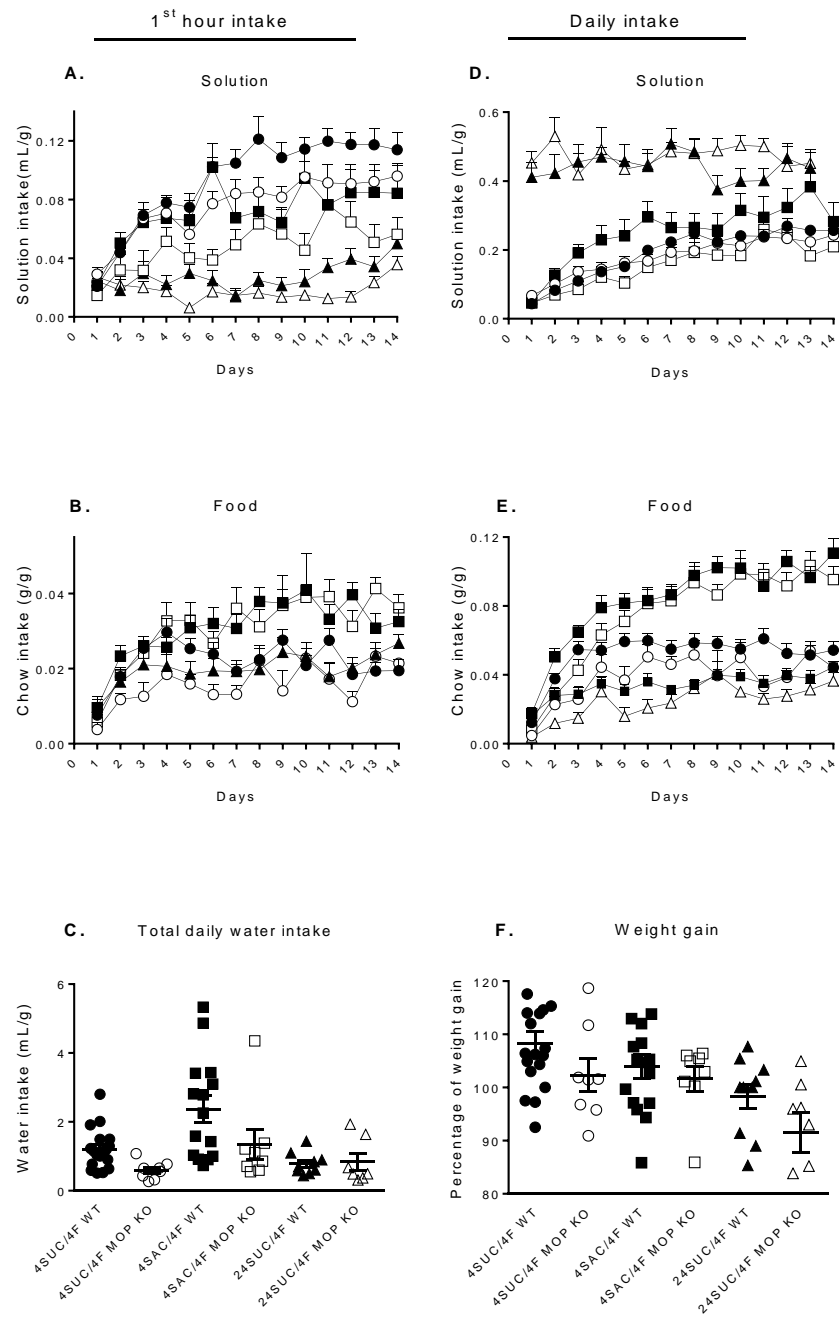 1st hour intake
Daily intake
A.
Solution
Solution intake(mL/g)
0.12
0.08
0.04
0.00
0 1 2 3 4 5 6 7 8 9 10 11 12 13 14
Days
D.
Solution
Solution intake (mL/g)
0.6
0.4
0.2
0.0
0 1 2 3 4 5 6 7 8 9 10 11 12 13 14
Days
B.
Food
Chow intake (g/g)
0.04
0.02
0.00
0 1 2 3 4 5 6 7 8 9 10 11 12 13 14
Days
E.
Food
Chow intake (g/g)
0.12
0.08
0.04
0.00
0 1 2 3 4 5 6 7 8 9 10 11 12 13 14
Days
C.
Total daily water intake
Water intake (mL/g)
6
4
2
0
4SUC/4F WT
4SUC/4F MOP KO
4SAC/4F WT
4SAC/4F MOP KO
24SUC/4F WT
24SUC/4F MOP KO
F.
Weight gain
Percentage of weight gain
120
110
100
90
80
4SUC/4F WT
4SUC/4F MOP KO
4SAC/4F WT
4SAC/4F MOP KO
24SUC/4F WT
24SUC/4F MOP KO